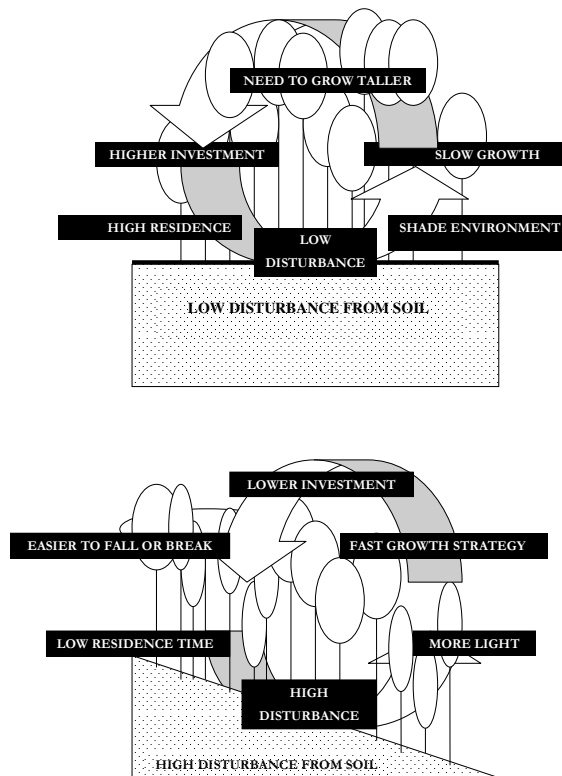 NEED TO GROW TALLER
HIGHER INVESTMENT
SLOW GROWTH
HIGH RESIDENCE
SHADE ENVIRONMENT
LOW
DISTURBANCE
LOW DISTURBANCE FROM SOIL
LOWER INVESTMENT
EASIER TO FALL OR BREAK
FAST GROWTH STRATEGY
LOW RESIDENCE TIME
MORE LIGHT
HIGH
DISTURBANCE
HIGH DISTURBANCE FROM SOIL